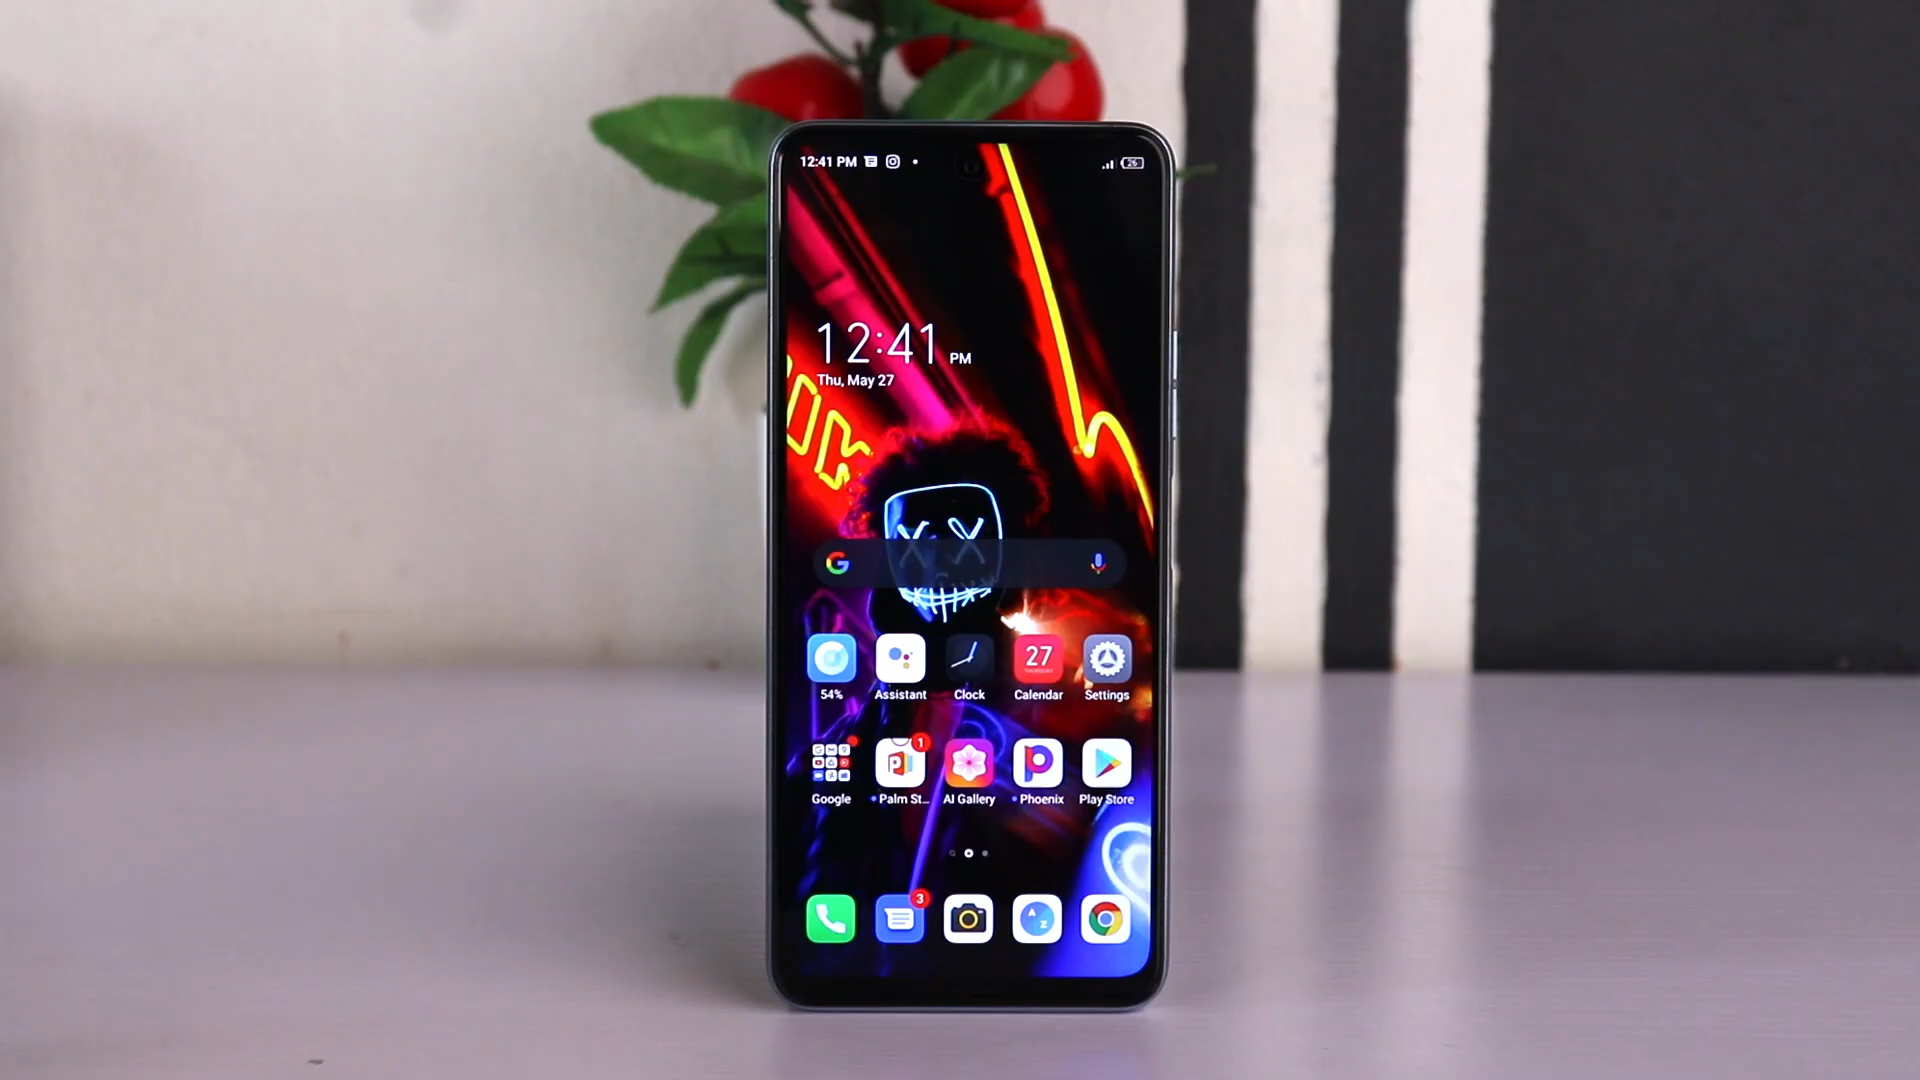 12:41 PM
26
12:41 PM
Thu, May 27
54%
Assistant
27
Clock
Calendar
Settings
1
Google
Palm St...
AI Gallery
Phoenix
Play Store
3
A
Z